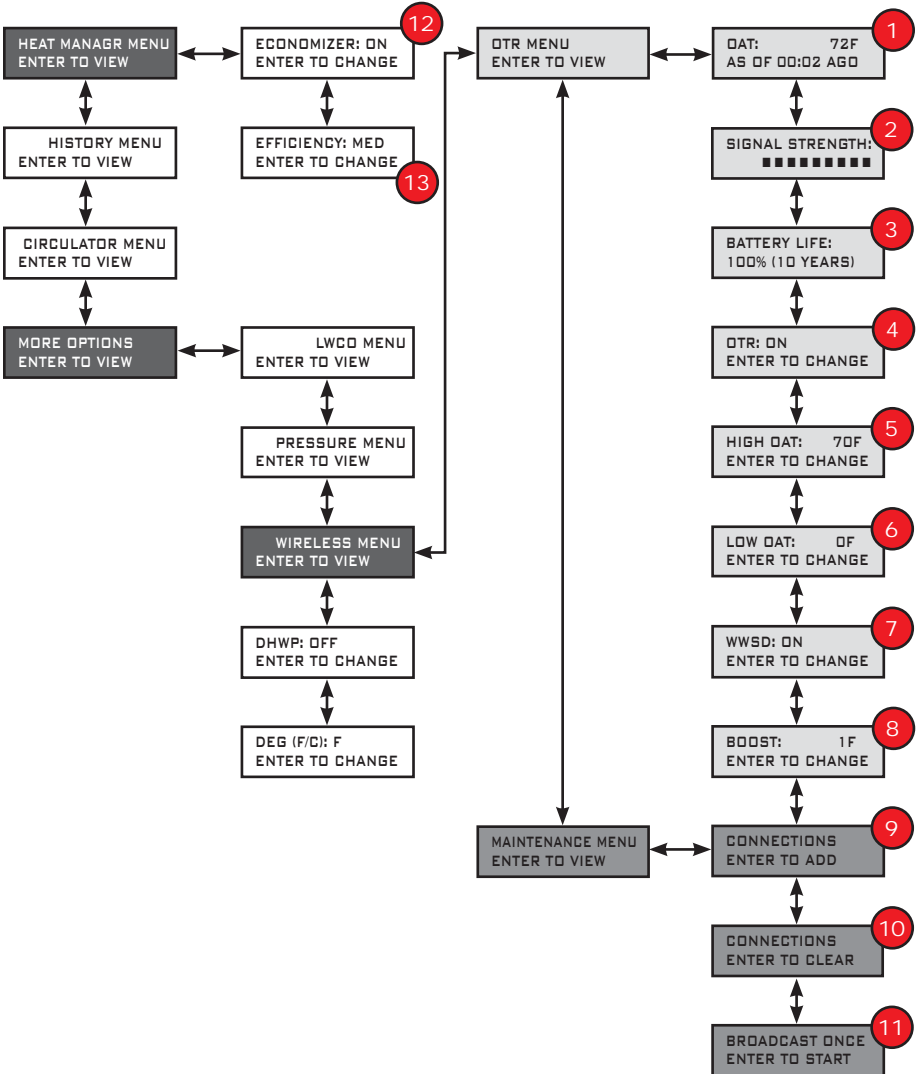 HEAT MANAGR MENU
ENTER TO VIEW
HISTORY MENU
ENTER TO VIEW
CIRCULATOR MENU
ENTER TO VIEW
MORE OPTIONS
ENTER TO VIEW
12
ECONOMIZER: ON
ENTER TO CHANGE
EFFICIENCY: MED
ENTER TO CHANGE
13
LWCO MENU
ENTER TO VIEW
PRESSURE MENU
ENTER TO VIEW
WIRELESS MENU
ENTER TO VIEW
DHWP: OFF
ENTER TO CHANGE
DEG (F/C): F
ENTER TO CHANGE
OTR MENU
ENTER TO VIEW
MAINTENANCE MENU
ENTER TO VIEW
1
OAT: 72F
AS OF 00:02 AGO
2
SIGNAL STRENGTH:
3
BATTERY LIFE:
100% (10 YEARS)
4
OTR: ON
ENTER TO CHANGE
5
HIGH OAT: 70F
ENTER TO CHANGE
6
LOW OAT: 0F
ENTER TO CHANGE
7
WWSD: ON
ENTER TO CHANGE
8
BOOST: 1F
ENTER TO CHANGE
9
CONNECTIONS
ENTER TO ADD
10
CONNECTIONS
ENTER TO CLEAR
11
BROADCAST ONCE
ENTER TO START